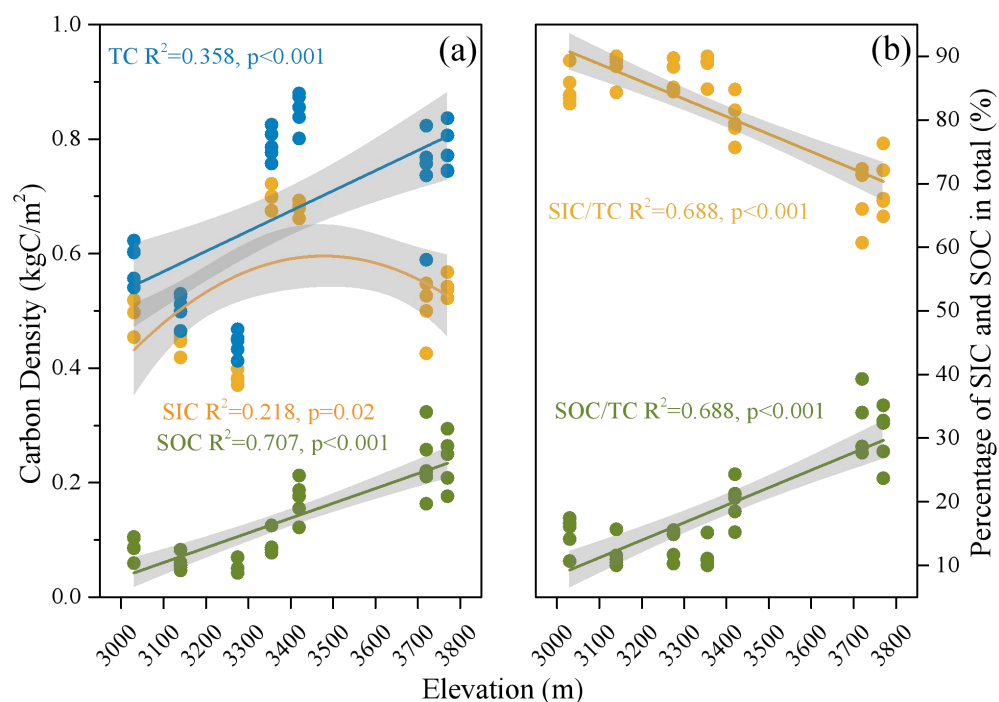 (a)
TC R²=0.358, p<0.001
SIC R²=0.218, p=0.02
SOC R²=0.707, p<0.001
Carbon Density (kgC/m²)
1.0
0.8
0.6
0.4
0.2
0.0
3000 3100 3200 3300 3400 3500 3600 3700 3800
(b)
SIC/TC R²=0.688, p<0.001
SOC/TC R²=0.688, p<0.001
90
80
70
60
50
40
30
20
10
Percentage of SIC and SOC in total (%)
3000 3100 3200 3300 3400 3500 3600 3700 3800
Elevation (m)